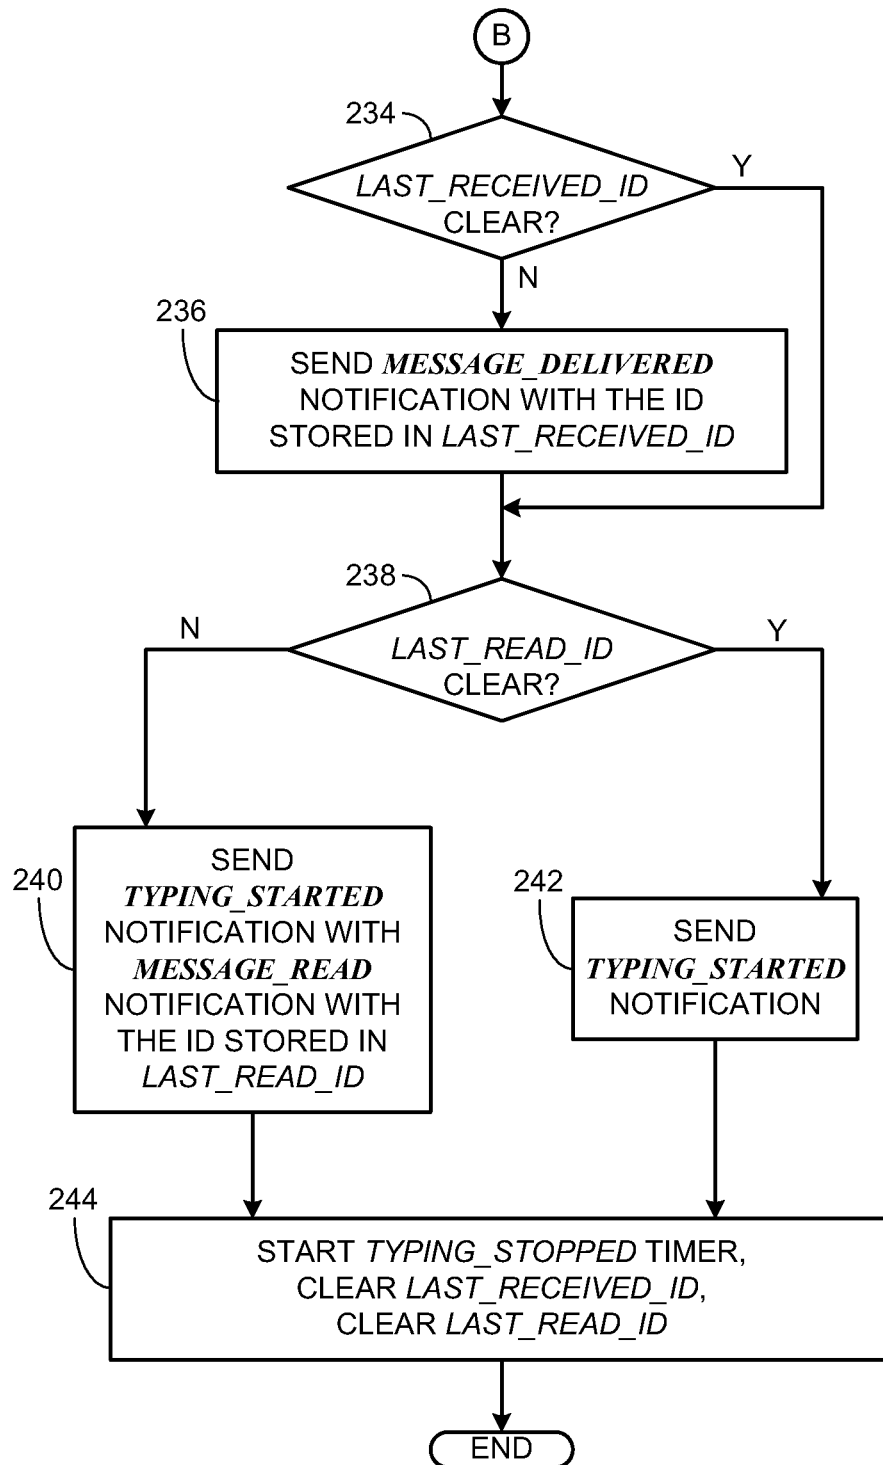 B
234
LAST_RECEIVED_ID
CLEAR?
Y
N
236
SEND MESSAGE_DELIVERED
NOTIFICATION WITH THE ID
STORED IN LAST_RECEIVED_ID
238
N
LAST_READ_ID
CLEAR?
Y
240
SEND
TYPING_STARTED
NOTIFICATION WITH
MESSAGE_READ
NOTIFICATION WITH
THE ID STORED IN
LAST_READ_ID
242
SEND
TYPING_STARTED
NOTIFICATION
244
START TYPING_STOPPED TIMER,
CLEAR LAST_RECEIVED_ID,
CLEAR LAST_READ_ID
END